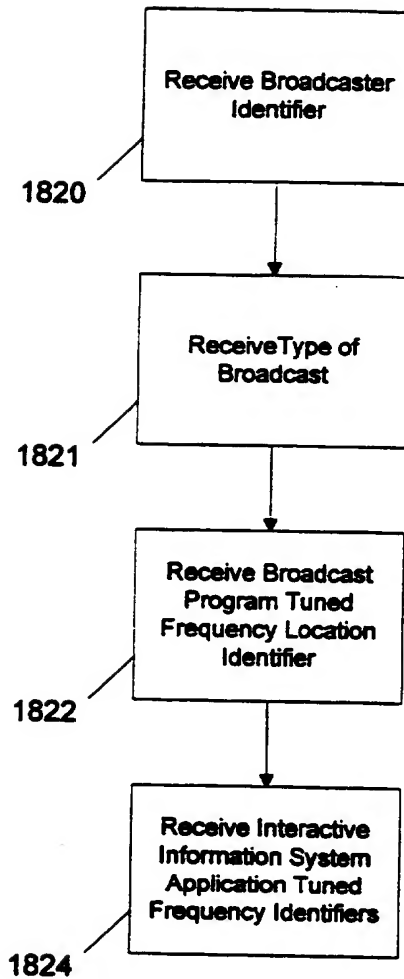 Receive Broadcaster
Identifier
1820
ReceiveType of
Broadcast
1821
Receive Broadcast
Program Tuned
Frequency Location
Identifier
1822
Receive Interactive
Information System
Application Tuned
Frequency Identifiers
1824